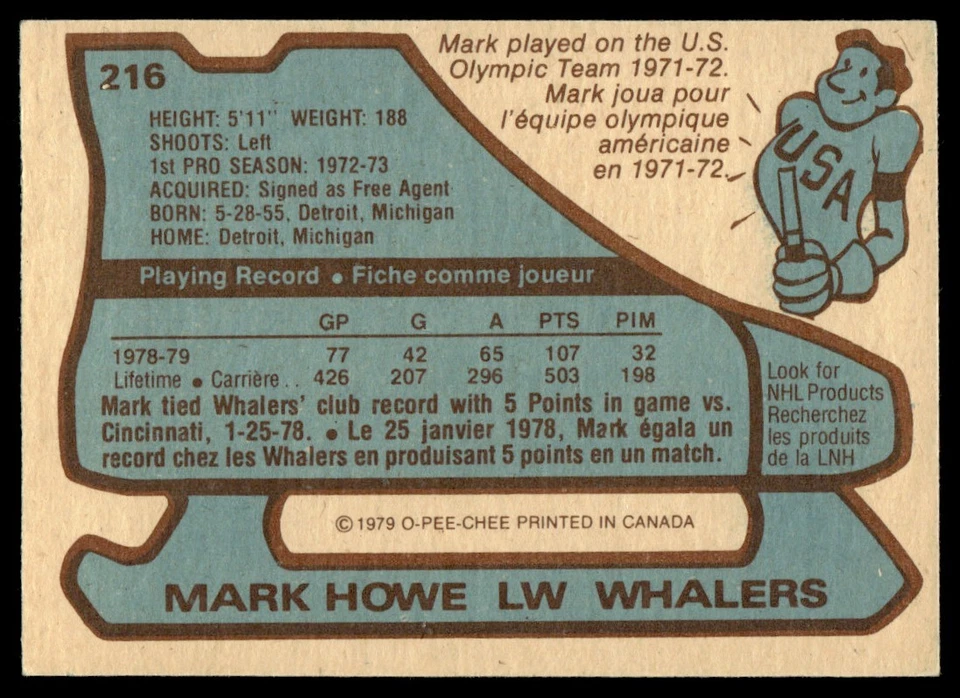 216
Mark played on the U.S.
Olympic Team 1971-72.
Mark joua pour
l'équipe olympique
américaine
en 1971-72.
USA
HEIGHT: 5'11" WEIGHT: 188
SHOOTS: Left
1st PRO SEASON: 1972-73
ACQUIRED: Signed as Free Agent
BORN: 5-28-55, Detroit, Michigan
HOME: Detroit, Michigan
Playing Record • Fiche comme joueur
GP G A PTS PIM
1978-79 77 42 65 107 32
Lifetime • Carrière . . 426 207 296 503 198
Mark tied Whalers' club record with 5 Points in game vs.
Cincinnati, 1-25-78. • Le 25 janvier 1978, Mark égala un
record chez les Whalers en produisant 5 points en un match.
Look for
NHL Products
Recherchez
les produits
de la LNH
© 1979 O-PEE-CHEE PRINTED IN CANADA
MARK HOWE LW WHALERS